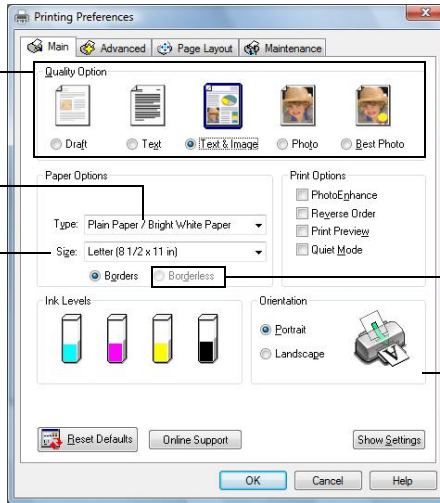 Printing Preferences
Main Advanced Page Layout Maintenance
Quality Option
Draft Text Text & Image Photo Best Photo
Paper Options
Type: Plain Paper / Bright White Paper
Size: Letter (8 1/2 x 11 in)
Borders Borderless
Print Options
PhotoEnhance
Reverse Order
Print Preview
Quiet Mode
Ink Levels
Orientation
Portrait
Landscape
A
Reset Defaults Online Support Show Settings
OK Cancel Help